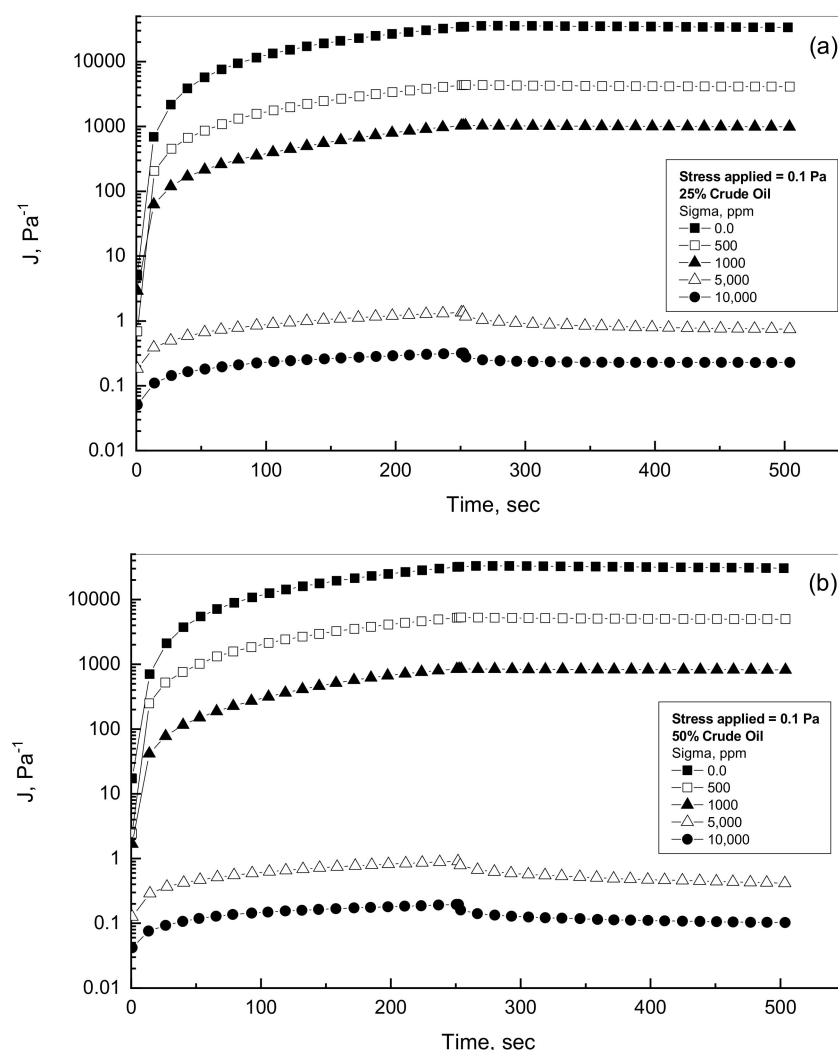 (a)
10000
1000
100
10
1
0.1
0.01
J, Pa⁻¹
Stress applied = 0.1 Pa
25% Crude Oil
Sigma, ppm
0.0
500
1000
5,000
10,000
0 100 200 300 400 500
Time, sec
(b)
10000
1000
100
10
1
0.1
0.01
J, Pa⁻¹
Stress applied = 0.1 Pa
50% Crude Oil
Sigma, ppm
0.0
500
1000
5,000
10,000
0 100 200 300 400 500
Time, sec